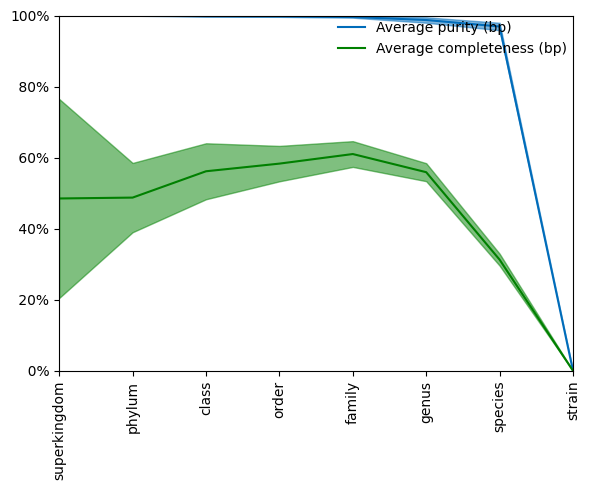 100%
80%
60%
40%
20%
0%
Average purity (bp)
Average completeness (bp)
superkingdom
phylum
class
order
family
genus
species
strain